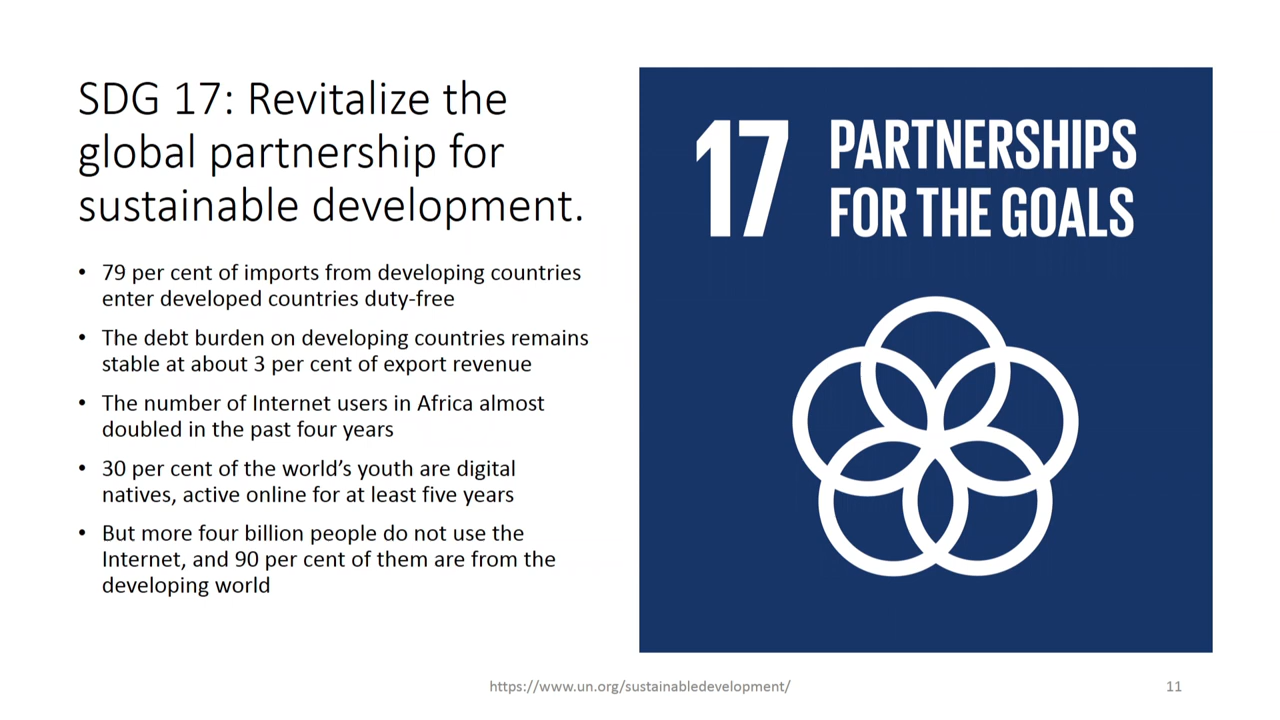 SDG 17: Revitalize the
global partnership for
sustainable development.
• 79 per cent of imports from developing countries
enter developed countries duty-free
• The debt burden on developing countries remains
stable at about 3 per cent of export revenue
• The number of Internet users in Africa almost
doubled in the past four years
• 30 per cent of the world's youth are digital
natives, active online for at least five years
• But more four billion people do not use the
Internet, and 90 per cent of them are from the
developing world
17 PARTNERSHIPS
FOR THE GOALS
https://www.un.org/sustainabledevelopment/
11